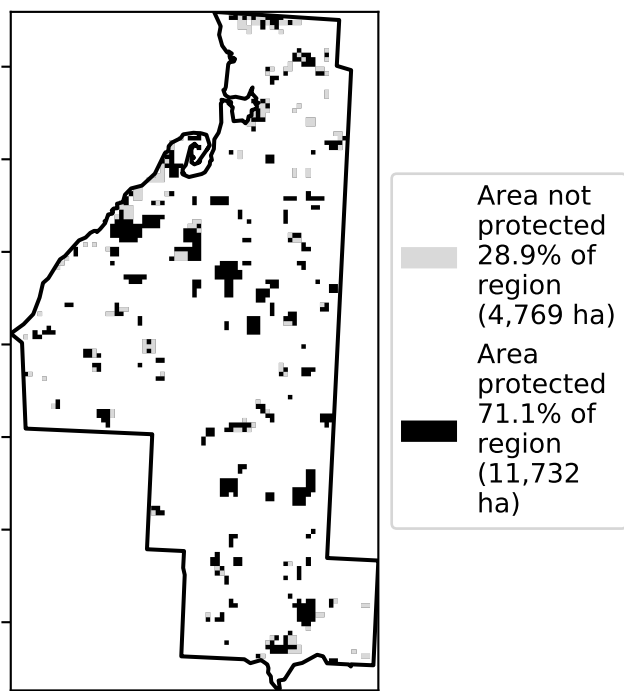 Area not
protected
28.9% of
region
(4,769 ha)
Area
protected
71.1% of
region
(11,732
ha)